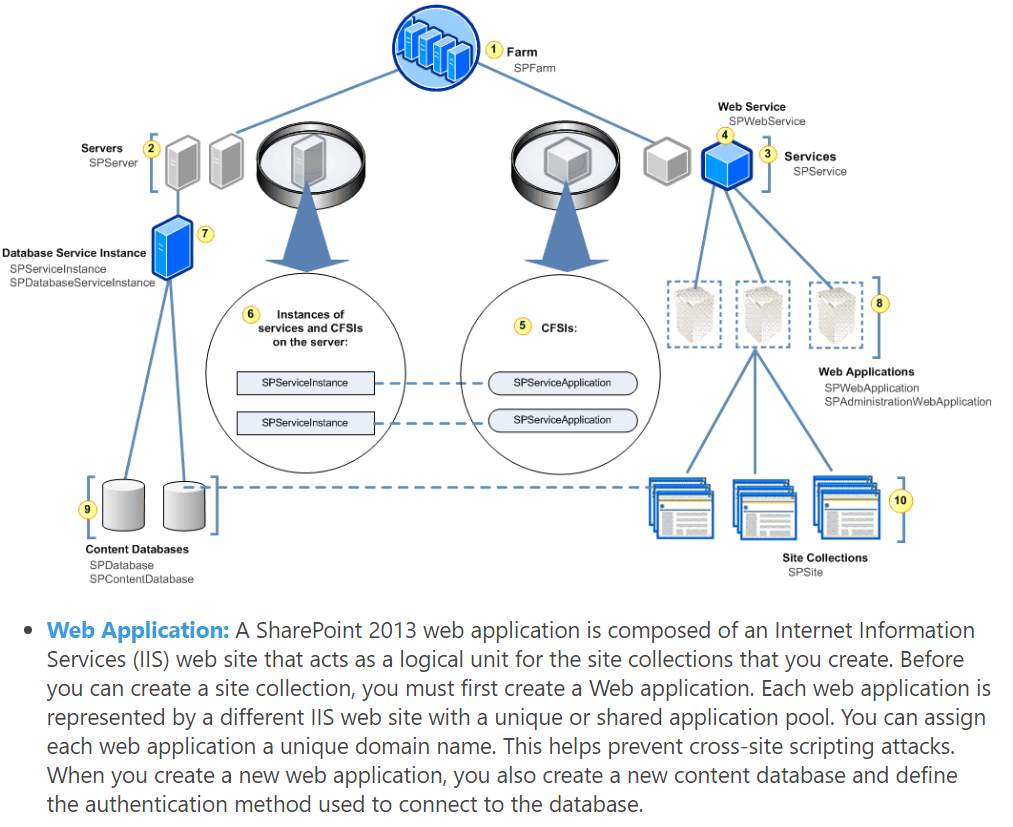 1 Farm
SPFarm
Web Service
SPWebService
4
Servers
SPServer
2
3 Services
SPService
7
Database Service Instance
SPServiceInstance
SPDatabaseServiceInstance
6 Instances of
services and CFSIs
on the server:
SPServiceInstance
SPServiceInstance
5 CFSIs:
SPServiceApplication
SPServiceApplication
8
Web Applications
SPWebApplication
SPAdministrationWebApplication
9
Content Databases
SPDatabase
SPContentDatabase
10
Site Collections
SPSite
• Web Application: A SharePoint 2013 web application is composed of an Internet Information
Services (IIS) web site that acts as a logical unit for the site collections that you create. Before
you can create a site collection, you must first create a Web application. Each web application is
represented by a different IIS web site with a unique or shared application pool. You can assign
each web application a unique domain name. This helps prevent cross-site scripting attacks.
When you create a new web application, you also create a new content database and define
the authentication method used to connect to the database.